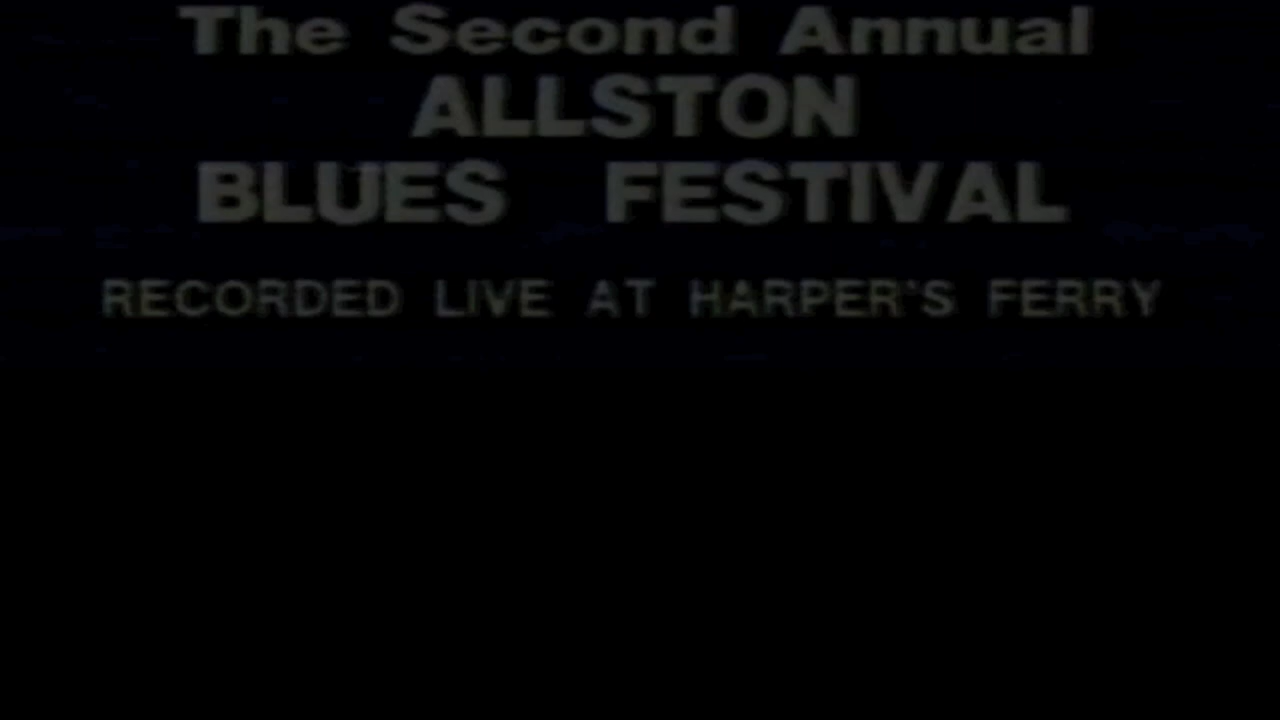 The Second Annual
ALLSTON
BLUES FESTIVAL
RECORDED LIVE AT HARPER'S FERRY